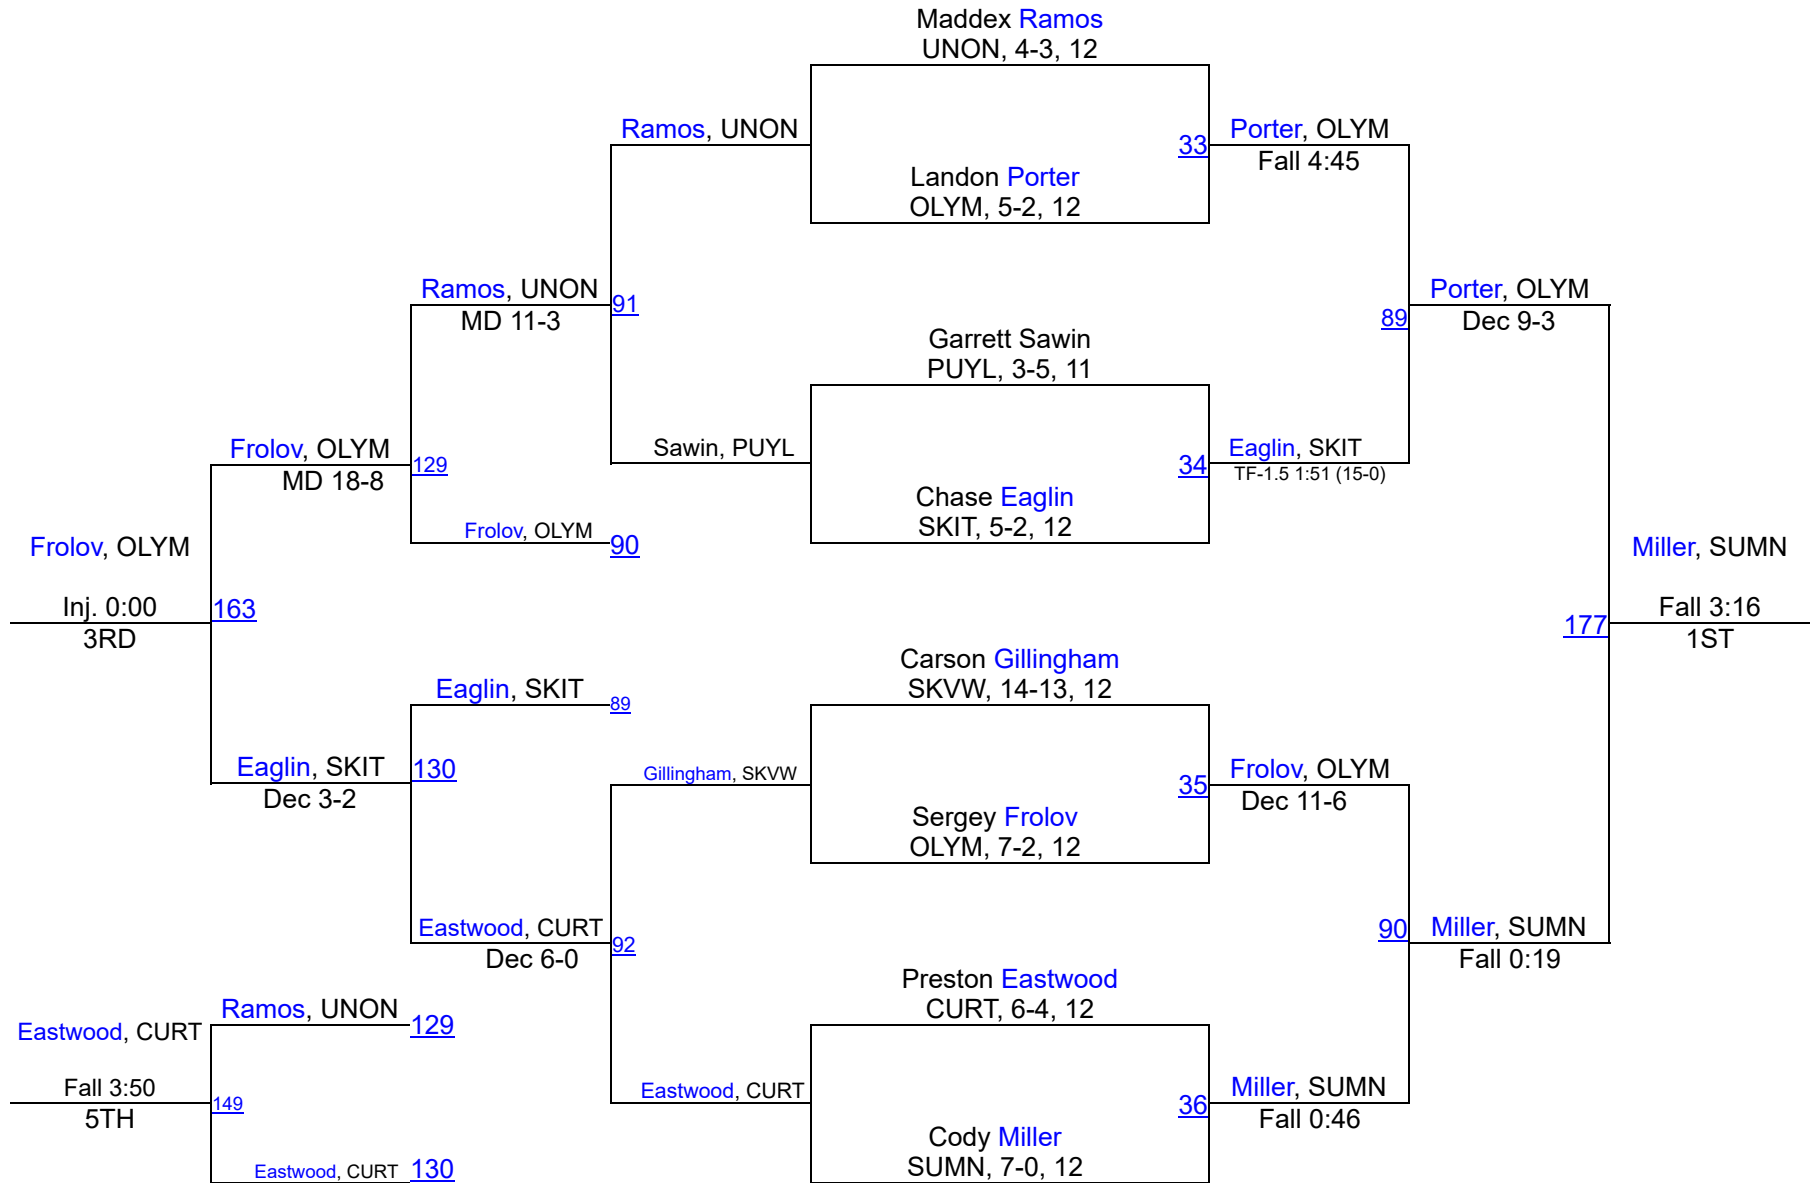 Maddex Ramos
UNON, 4-3, 12
Ramos, UNON
33
Porter, OLYM
Fall 4:45
Landon Porter
OLYM, 5-2, 12
Ramos, UNON
MD 11-3
91
89
Porter, OLYM
Dec 9-3
Garrett Sawin
PUYL, 3-5, 11
Frolov, OLYM
MD 18-8
129
Sawin, PUYL
34
Eaglin, SKIT
TF-1.5 1:51 (15-0)
Chase Eaglin
SKIT, 5-2, 12
Frolov, OLYM
90
Frolov, OLYM
Inj. 0:00
3RD
163
Miller, SUMN
Fall 3:16
1ST
177
Carson Gillingham
SKVW, 14-13, 12
Eaglin, SKIT
89
Eaglin, SKIT
Dec 3-2
130
Gillingham, SKVW
35
Frolov, OLYM
Dec 11-6
Sergey Frolov
OLYM, 7-2, 12
Eastwood, CURT
Dec 6-0
92
90
Miller, SUMN
Fall 0:19
Preston Eastwood
CURT, 6-4, 12
Ramos, UNON
129
Eastwood, CURT
Fall 3:50
5TH
149
Eastwood, CURT
36
Miller, SUMN
Fall 0:46
Cody Miller
SUMN, 7-0, 12
Eastwood, CURT
130